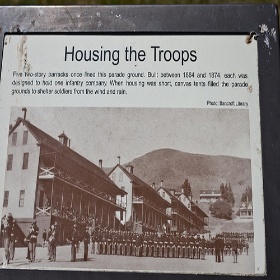 Housing the Troops
Five two-story barracks once lined this parade ground. Built between 1864 and 1874, each was
designed to hold one infantry company. When housing was short, canvas tents filled the parade
grounds to shelter soldiers from the wind and rain.
Photo: Bancroft Library